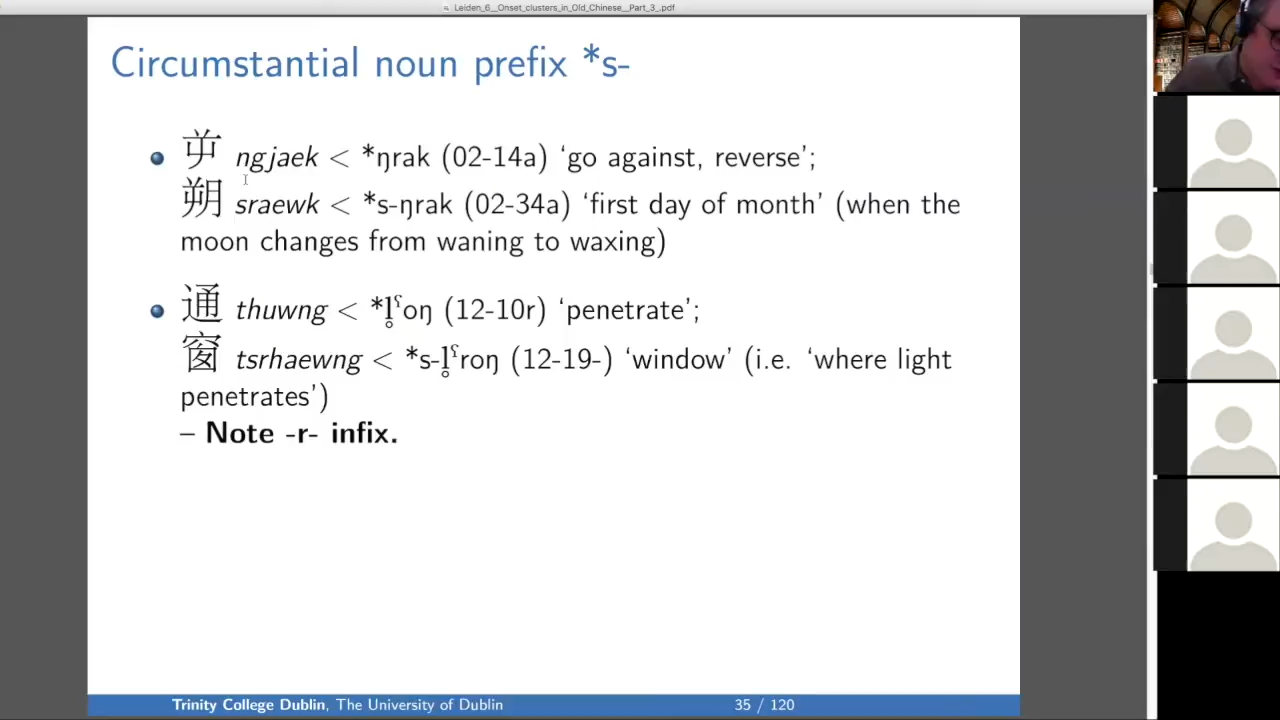 Leiden_6__Onset_clusters_in_Old_Chinese__Part_3_.pdf
Circumstantial noun prefix *s-
屰 ngjaek < *ŋrak (02-14a) ‘go against, reverse’;
朔 sraewk < *s-ŋrak (02-34a) ‘first day of month’ (when the
moon changes from waning to waxing)
通 thuwng < *l̥ˤoŋ (12-10r) ‘penetrate’;
窗 tsrhaewng < *s-l̥ˤroŋ (12-19-) ‘window’ (i.e. ‘where light
penetrates’)
– Note -r- infix.
Trinity College Dublin, The University of Dublin 35 / 120